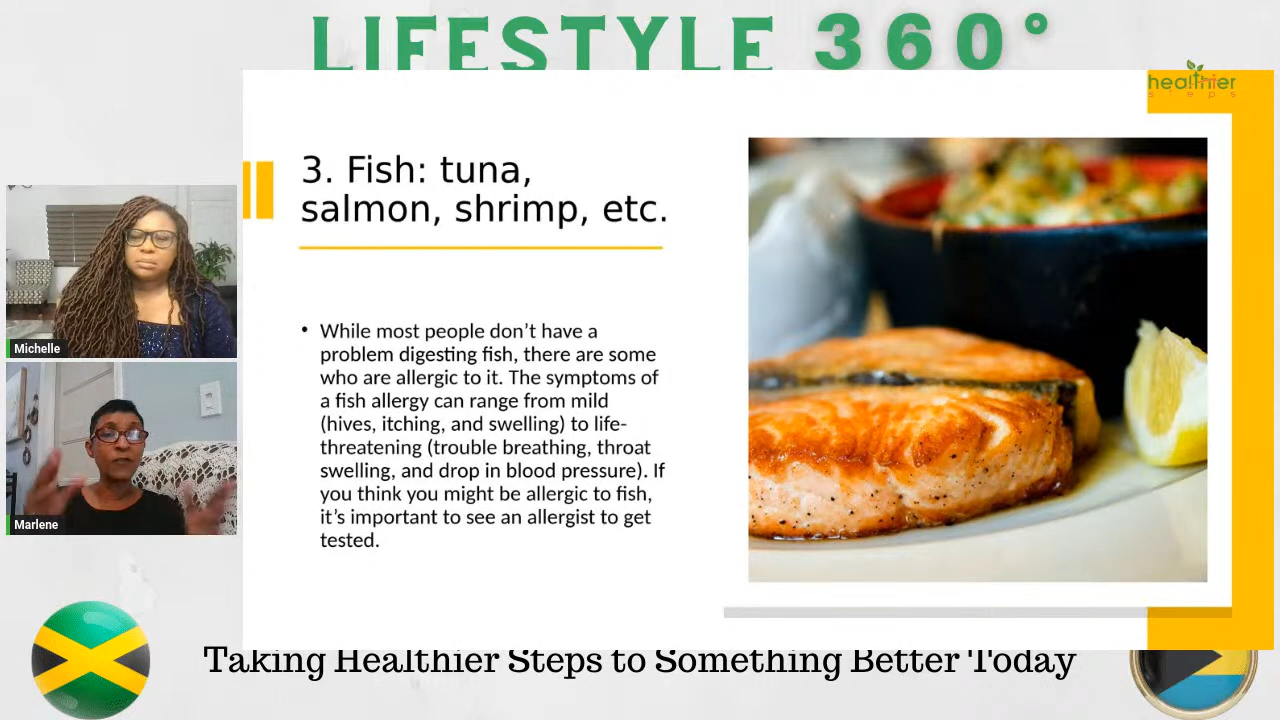 LIFESTYLE 360°
healthier
steps
3. Fish: tuna,
salmon, shrimp, etc.
• While most people don’t have a
problem digesting fish, there are some
who are allergic to it. The symptoms of
a fish allergy can range from mild
(hives, itching, and swelling) to life-
threatening (trouble breathing, throat
swelling, and drop in blood pressure). If
you think you might be allergic to fish,
it’s important to see an allergist to get
tested.
Michelle
Marlene
Taking Healthier Steps to Something Better Today